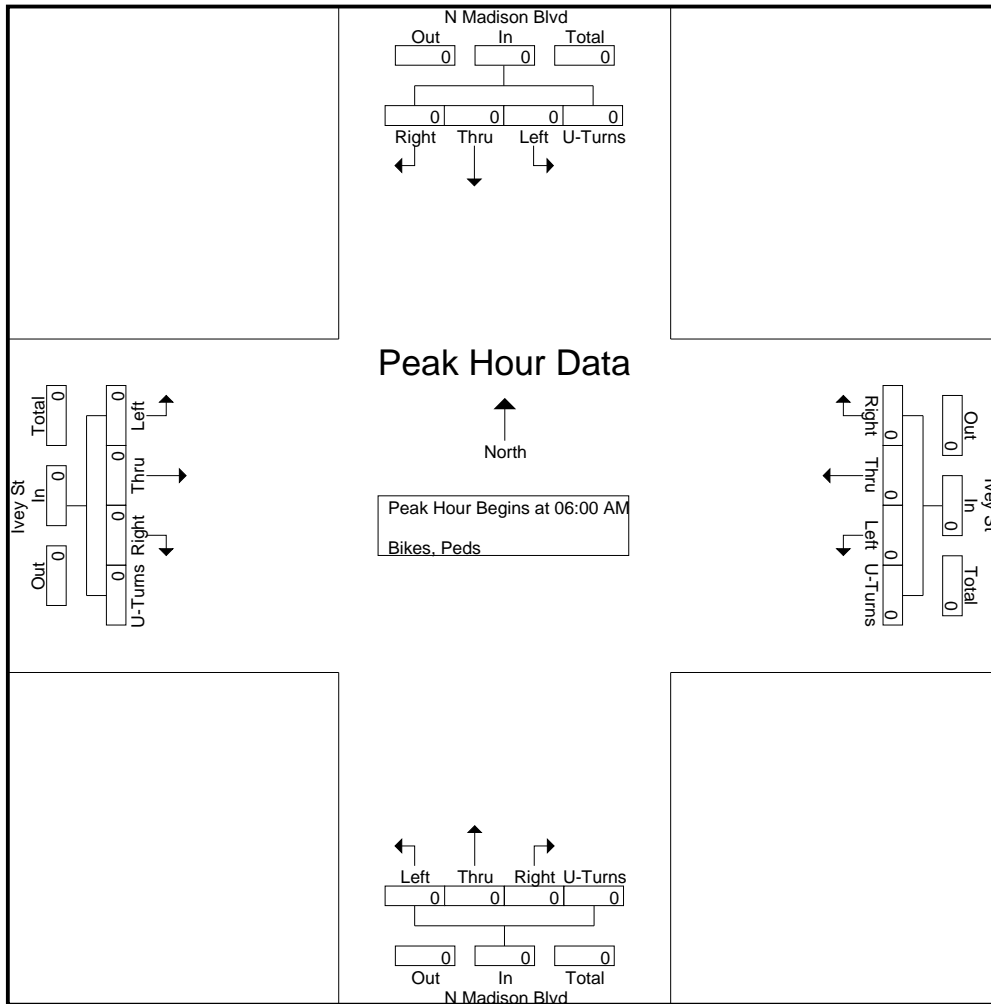 N Madison Blvd
Out In Total
0 0 0
0 0 0 0
Right Thru Left U-Turns
Peak Hour Data
North
Peak Hour Begins at 06:00 AM
Bikes, Peds
Ivey St
Total In Out
0 0 0
0 0 0 0
Left Thru Right U-Turns
Right Thru Left U-Turns
0 0 0 0
0 0 0
Out In Total
Ivey St
Left Thru Right U-Turns
0 0 0 0
0 0 0
Out In Total
N Madison Blvd